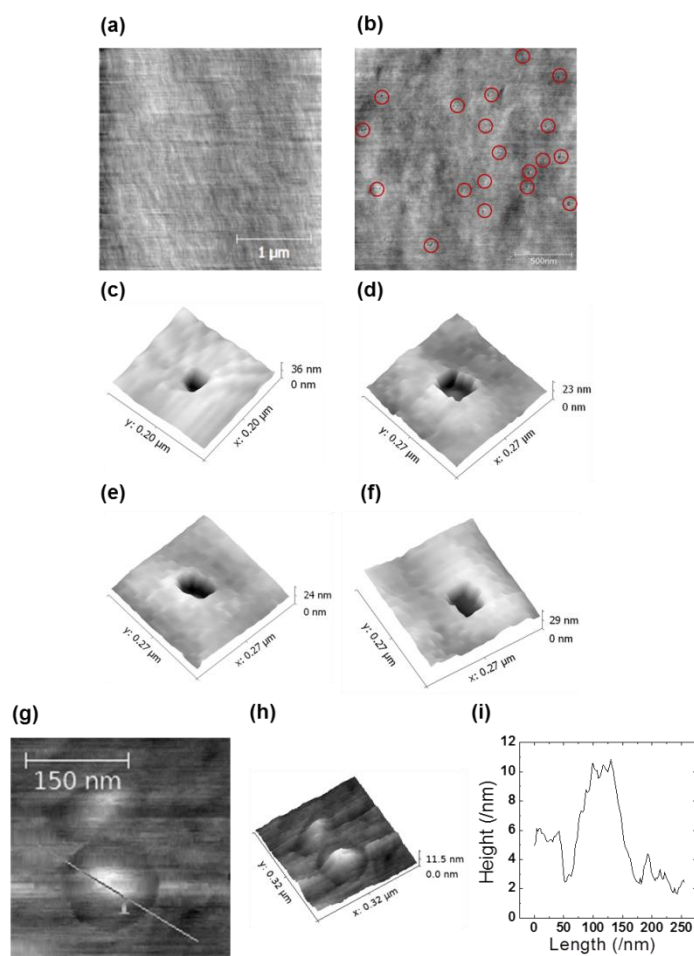 (a)
(b)
1 µm
500nm
(c)
(d)
36 nm
0 nm
y: 0.20 µm
x: 0.20 µm
23 nm
0 nm
y: 0.27 µm
x: 0.27 µm
(e)
(f)
24 nm
0 nm
y: 0.27 µm
x: 0.27 µm
29 nm
0 nm
y: 0.27 µm
x: 0.27 µm
(g)
(h)
(i)
150 nm
1
11.5 nm
0.0 nm
y: 0.32 µm
x: 0.32 µm
Height (/nm)
12
10
8
6
4
2
0
0 50 100 150 200 250
Length (/nm)